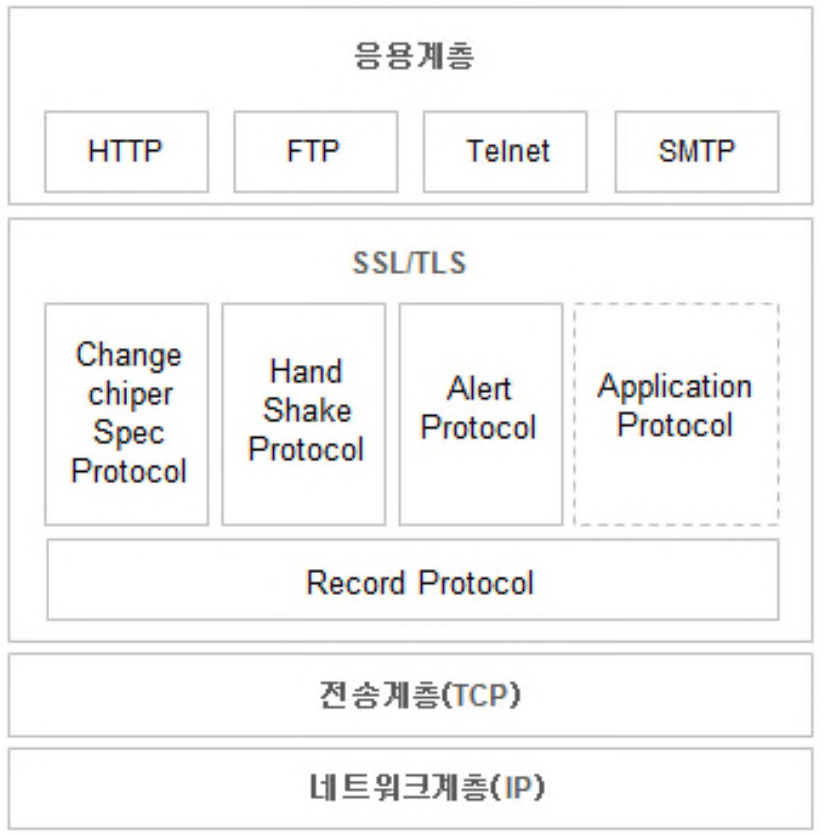 응용계층
HTTP FTP Telnet SMTP
SSL/TLS
Change
chiper
Spec
Protocol
Hand
Shake
Protocol
Alert
Protocol
Application
Protocol
Record Protocol
전송계층(TCP)
네트워크계층(IP)